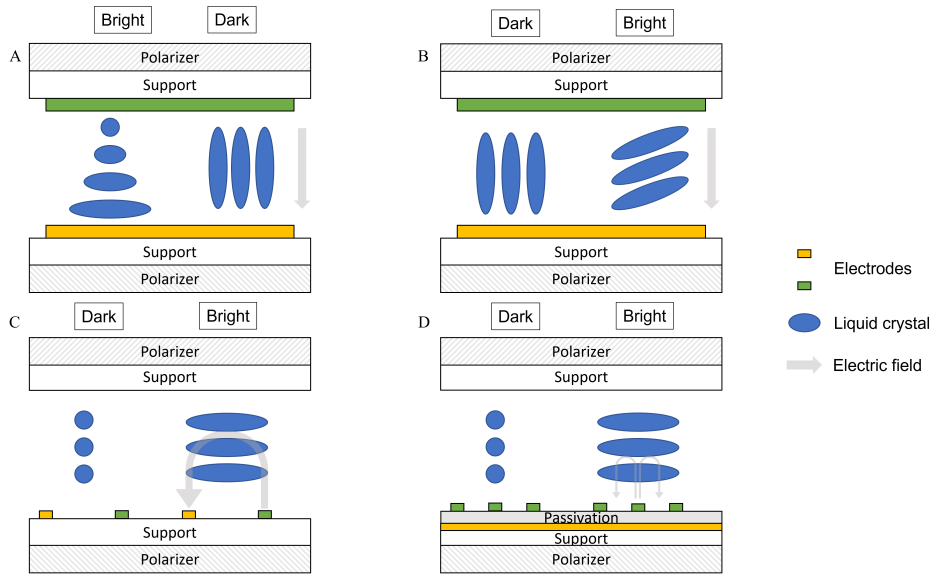 Bright Dark
A
Polarizer
Support
Support
Polarizer
Dark Bright
B
Polarizer
Support
Support
Polarizer
Electrodes
Liquid crystal
Electric field
C
Dark Bright
Polarizer
Support
Support
Polarizer
D
Dark Bright
Polarizer
Support
Passivation
Support
Polarizer